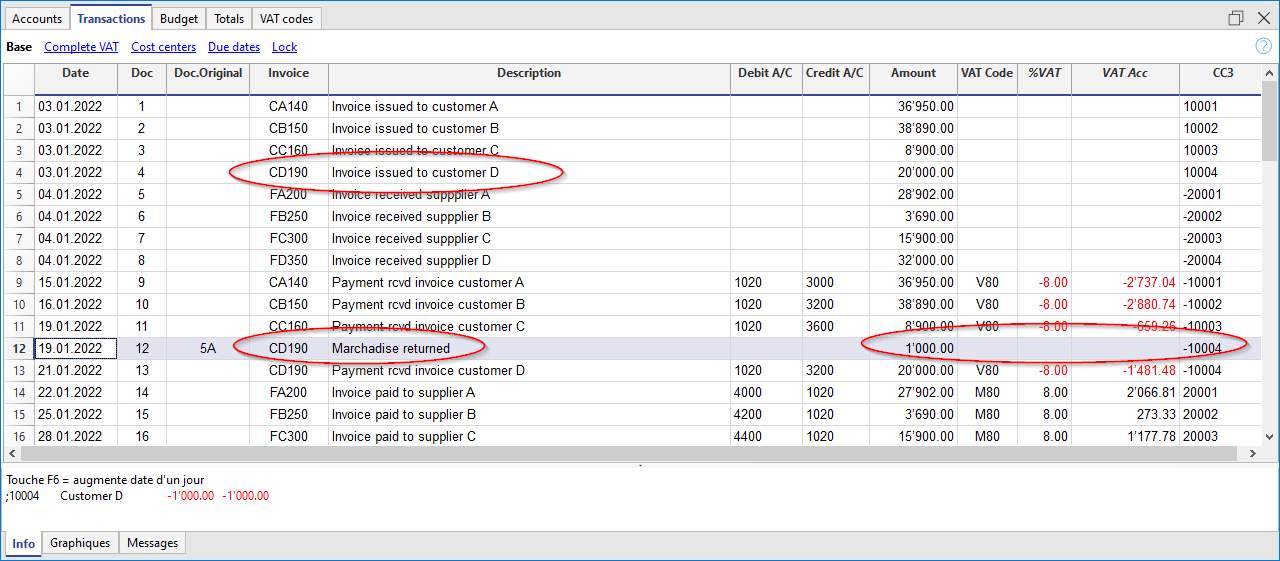 Accounts Transactions Budget Totals VAT codes
Base Complete VAT Cost centers Due dates Lock ?
Date Doc Doc.Original Invoice Description Debit A/C Credit A/C Amount VAT Code %VAT VAT Acc CC3
1 03.01.2022 1 CA140 Invoice issued to customer A 36'950.00 10001
2 03.01.2022 2 CB150 Invoice issued to customer B 38'890.00 10002
3 03.01.2022 3 CC160 Invoice issued to customer C 8'900.00 10003
4 03.01.2022 4 CD190 Invoice issued to customer D 20'000.00 10004
5 04.01.2022 5 FA200 Invoice received suppplier A 28'902.00 -20001
6 04.01.2022 6 FB250 Invoice received suppplier B 3'690.00 -20002
7 04.01.2022 7 FC300 Invoice received suppplier C 15'900.00 -20003
8 04.01.2022 8 FD350 Invoice received suppplier D 32'000.00 -20004
9 15.01.2022 9 CA140 Payment rcvd invoice customer A 1020 3000 36'950.00 V80 -8.00 -2'737.04 -10001
10 16.01.2022 10 CB150 Payment rcvd invoice customer B 1020 3200 38'890.00 V80 -8.00 -2'880.74 -10002
11 19.01.2022 11 CC160 Payment rcvd invoice customer C 1020 3600 8'900.00 V80 -8.00 -659.26 -10003
12 19.01.2022 12 5A CD190 Marchadise returned 1'000.00 -10004
13 21.01.2022 13 CD190 Payment rcvd invoice customer D 1020 3200 20'000.00 V80 -8.00 -1'481.48 -10004
14 22.01.2022 14 FA200 Invoice paid to supplier A 4000 1020 27'902.00 M80 8.00 2'066.81 20001
15 25.01.2022 15 FB250 Invoice paid to supplier B 4200 1020 3'690.00 M80 8.00 273.33 20002
16 28.01.2022 16 FC300 Invoice paid to supplier C 4400 1020 15'900.00 M80 8.00 1'177.78 20003
Touche F6 = augmente date d'un jour
;10004 Customer D -1'000.00 -1'000.00
Info Graphiques Messages